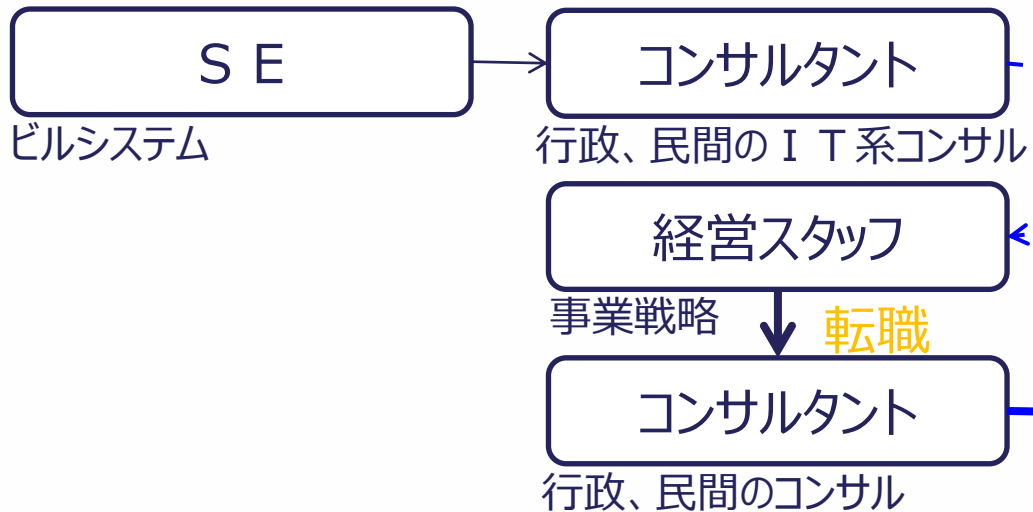 ＳＥ
ビルシステム
コンサルタント
行政、民間のＩＴ系コンサル
経営スタッフ
事業戦略
転職
コンサルタント
行政、民間のコンサル